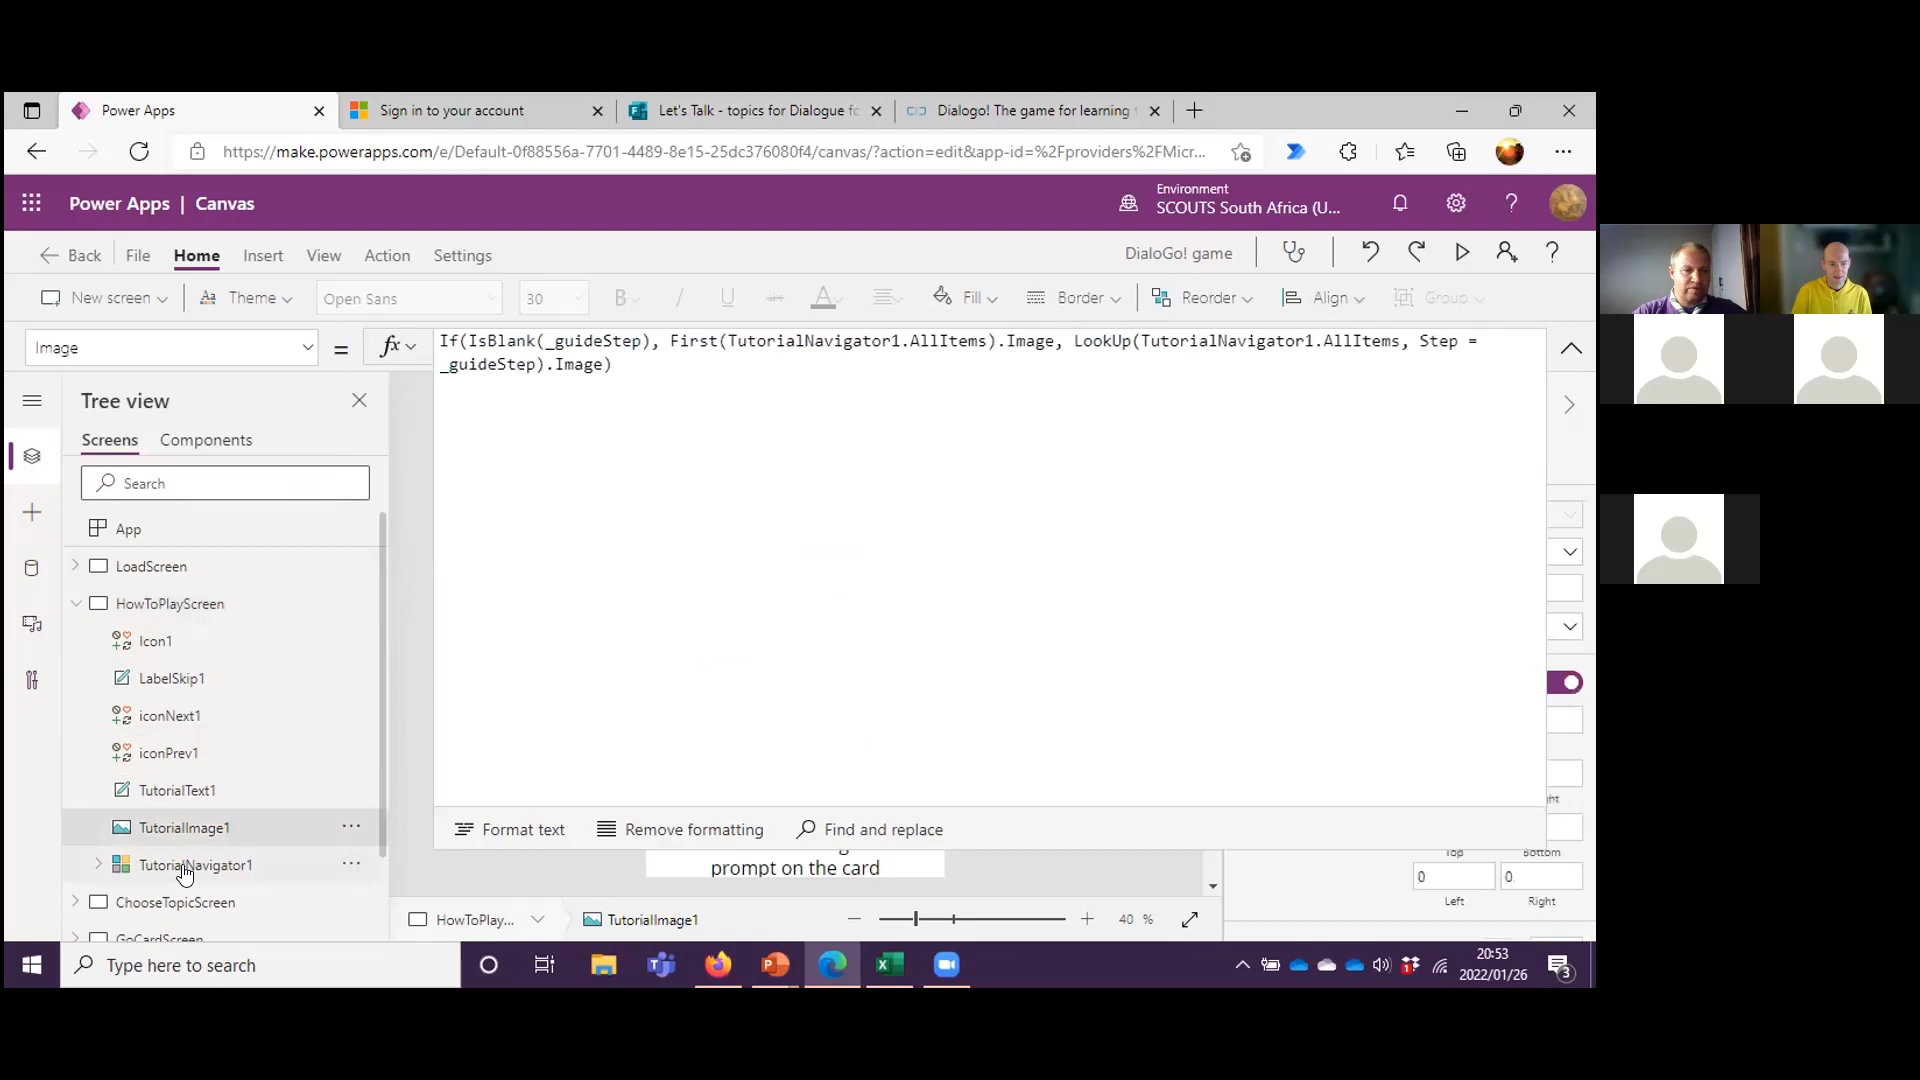 Power Apps
Sign in to your account
Let's Talk - topics for Dialogue fc
Dialogo! The game for learning
https://make.powerapps.com/e/Default-0f88556a-7701-4489-8e15-25dc376080f4/canvas/?action=edit&app-id=%2Fproviders%2FMicr...
Power Apps | Canvas
Environment
SCOUTS South Africa (U...
Back
File
Home
Insert
View
Action
Settings
DialoGo! game
New screen
Theme
Open Sans
30
B
Fill
Border
Reorder
Align
Group
Image
=
fx
If(IsBlank(_guideStep), First(TutorialNavigator1.AllItems).Image, LookUp(TutorialNavigator1.AllItems, Step =
_guideStep).Image)
Tree view
Screens
Components
Search
App
LoadScreen
HowToPlayScreen
Icon1
LabelSkip1
iconNext1
iconPrev1
TutorialText1
TutorialImage1
TutorialNavigator1
ChooseTopicScreen
GoCardScreen
Format text
Remove formatting
Find and replace
prompt on the card
Top
Bottom
0
0
Left
Right
HowToPlay...
TutorialImage1
40 %
Type here to search
20:53
2022/01/26
3